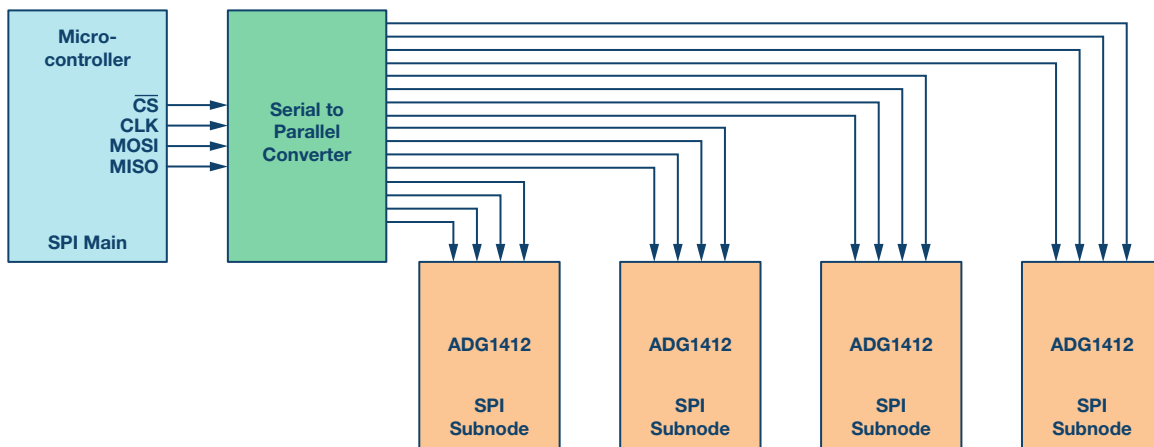 Micro-
controller
CS
CLK
MOSI
MISO
SPI Main
Serial to
Parallel
Converter
ADG1412
SPI
Subnode
ADG1412
SPI
Subnode
ADG1412
SPI
Subnode
ADG1412
SPI
Subnode